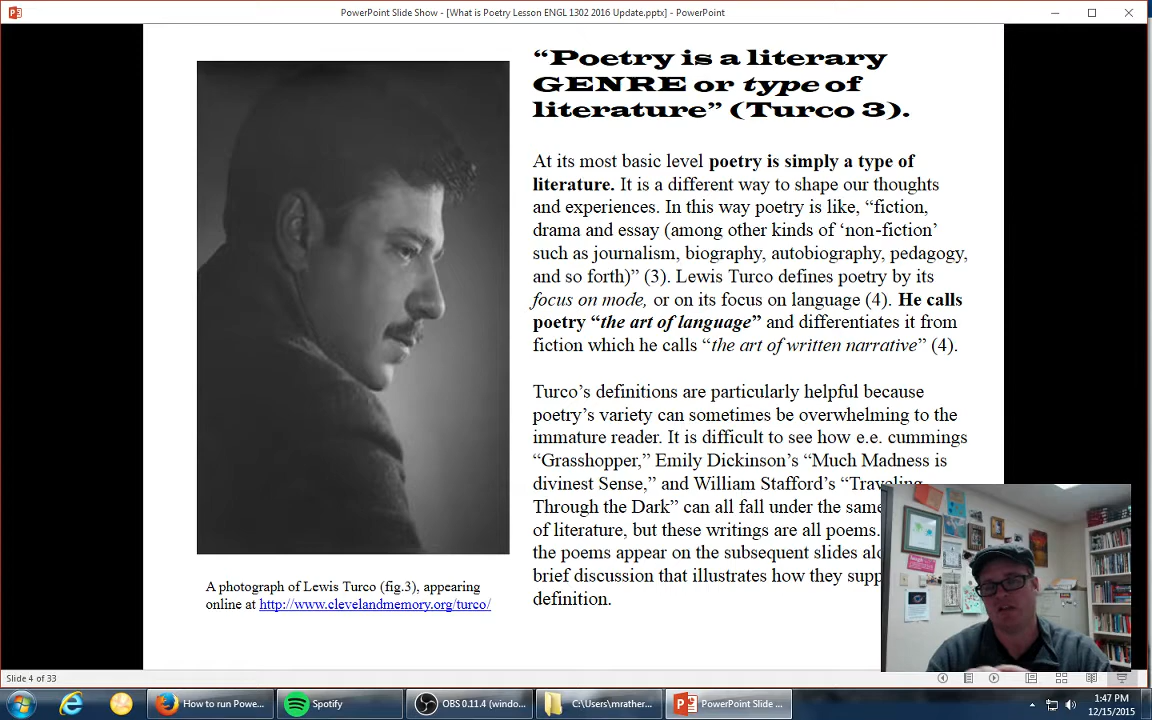 PowerPoint Slide Show - [What is Poetry Lesson ENGL 1302 2016 Update.pptx] - PowerPoint
“Poetry is a literary
GENRE or type of
literature” (Turco 3).
At its most basic level poetry is simply a type of
literature. It is a different way to shape our thoughts
and experiences. In this way poetry is like, “fiction,
drama and essay (among other kinds of ‘non-fiction’
such as journalism, biography, autobiography, pedagogy,
and so forth)” (3). Lewis Turco defines poetry by its
focus on mode, or on its focus on language (4). He calls
poetry “the art of language” and differentiates it from
fiction which he calls “the art of written narrative” (4).
Turco’s definitions are particularly helpful because
poetry’s variety can sometimes be overwhelming to the
immature reader. It is difficult to see how e.e. cummings
“Grasshopper,” Emily Dickinson’s “Much Madness is
divinest Sense,” and William Stafford’s “Traveling
Through the Dark” can all fall under the same
of literature, but these writings are all poems.
the poems appear on the subsequent slides
brief discussion that illustrates how they
definition.
A photograph of Lewis Turco (fig.3), appearing
online at http://www.clevelandmemory.org/turco/
Slide 4 of 33
How to run Powe...
Spotify
OBS 0.11.4 (windo...
C:\Users\mrather...
PowerPoint Slide ...
1:47 PM
12/15/2015